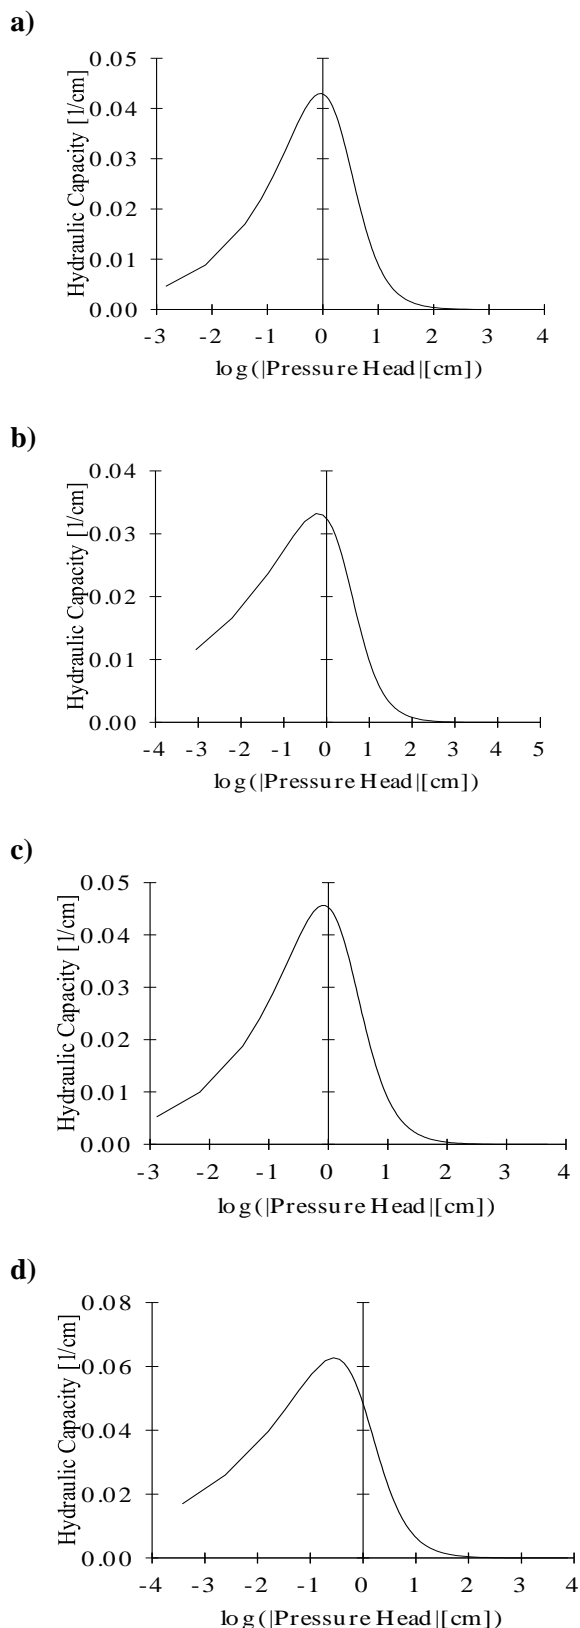 a)
Hydraulic Capacity [1/cm]
0.05
0.04
0.03
0.02
0.01
0.00
-3 -2 -1 0 1 2 3 4
log(|Pressure Head|[cm])
b)
Hydraulic Capacity [1/cm]
0.04
0.03
0.02
0.01
0.00
-4 -3 -2 -1 0 1 2 3 4 5
log(|Pressure Head|[cm])
c)
Hydraulic Capacity [1/cm]
0.05
0.04
0.03
0.02
0.01
0.00
-3 -2 -1 0 1 2 3 4
log(|Pressure Head|[cm])
d)
Hydraulic Capacity [1/cm]
0.08
0.06
0.04
0.02
0.00
-4 -3 -2 -1 0 1 2 3 4
log(|Pressure Head|[cm])